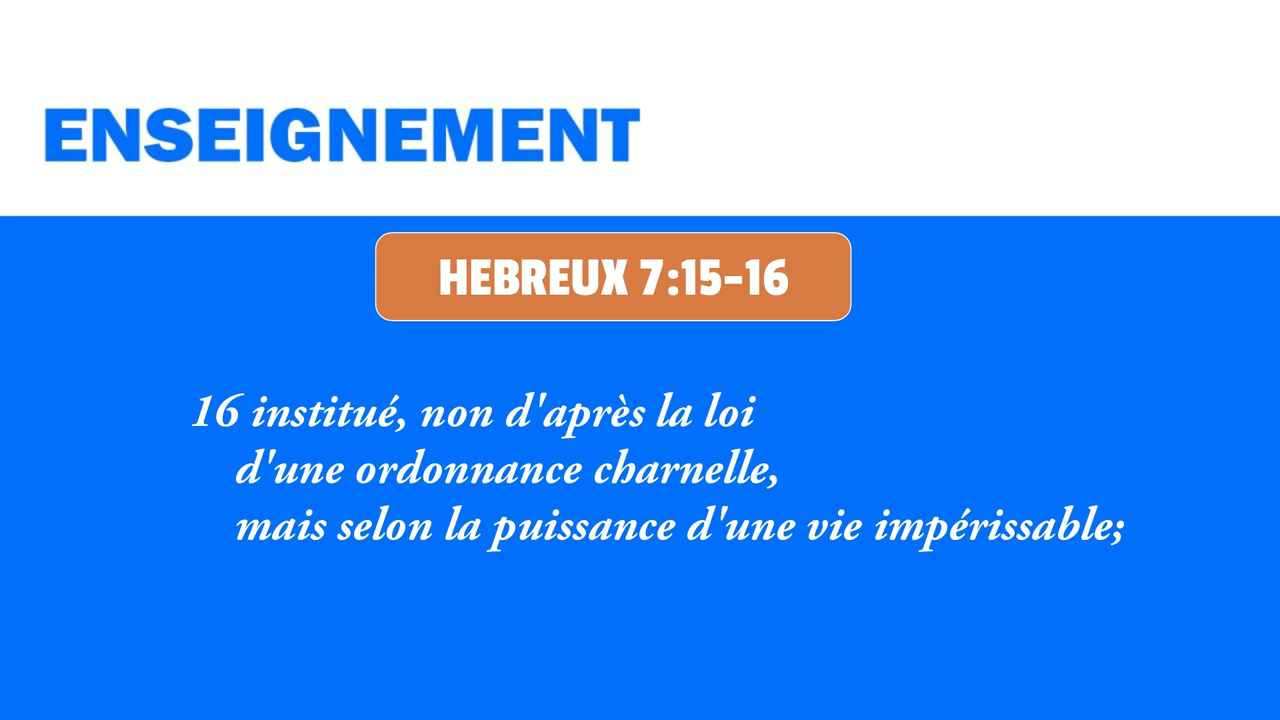 ENSEIGNEMENT
HEBREUX 7:15-16
16 institué, non d'après la loi
d'une ordonnance charnelle,
mais selon la puissance d'une vie impérissable;